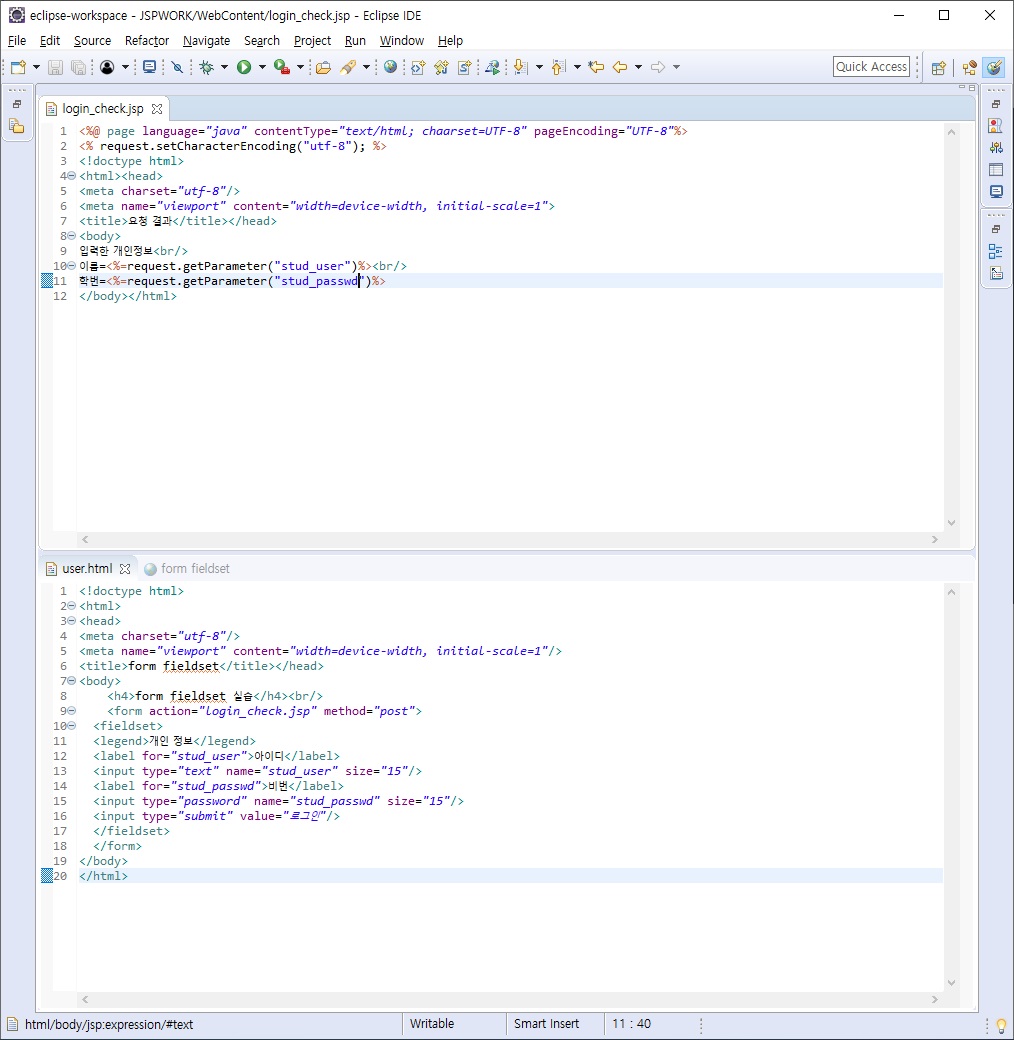 eclipse-workspace - JSPWORK/WebContent/login_check.jsp - Eclipse IDE
File Edit Source Refactor Navigate Search Project Run Window Help
Quick Access
login_check.jsp
1 <%@ page language="java" contentType="text/html; chaarset=UTF-8" pageEncoding="UTF-8"%>
2 <% request.setCharacterEncoding("utf-8"); %>
3 <!doctype html>
4 <html><head>
5 <meta charset="utf-8"/>
6 <meta name="viewport" content="width=device-width, initial-scale=1">
7 <title>요청 결과</title></head>
8 <body>
9 입력한 개인정보<br/>
10 이름=<%=request.getParameter("stud_user")%><br/>
11 학번=<%=request.getParameter("stud_passwd")%>
12 </body></html>
user.html form fieldset
1 <!doctype html>
2 <html>
3 <head>
4 <meta charset="utf-8"/>
5 <meta name="viewport" content="width=device-width, initial-scale=1"/>
6 <title>form fieldset</title></head>
7 <body>
8 <h4>form fieldset 실습</h4><br/>
9 <form action="login_check.jsp" method="post">
10 <fieldset>
11 <legend>개인 정보</legend>
12 <label for="stud_user">아이디</label>
13 <input type="text" name="stud_user" size="15"/>
14 <label for="stud_passwd">비번</label>
15 <input type="password" name="stud_passwd" size="15"/>
16 <input type="submit" value="로그인"/>
17 </fieldset>
18 </form>
19 </body>
20 </html>
html/body/jsp:expression/#text Writable Smart Insert 11 : 40